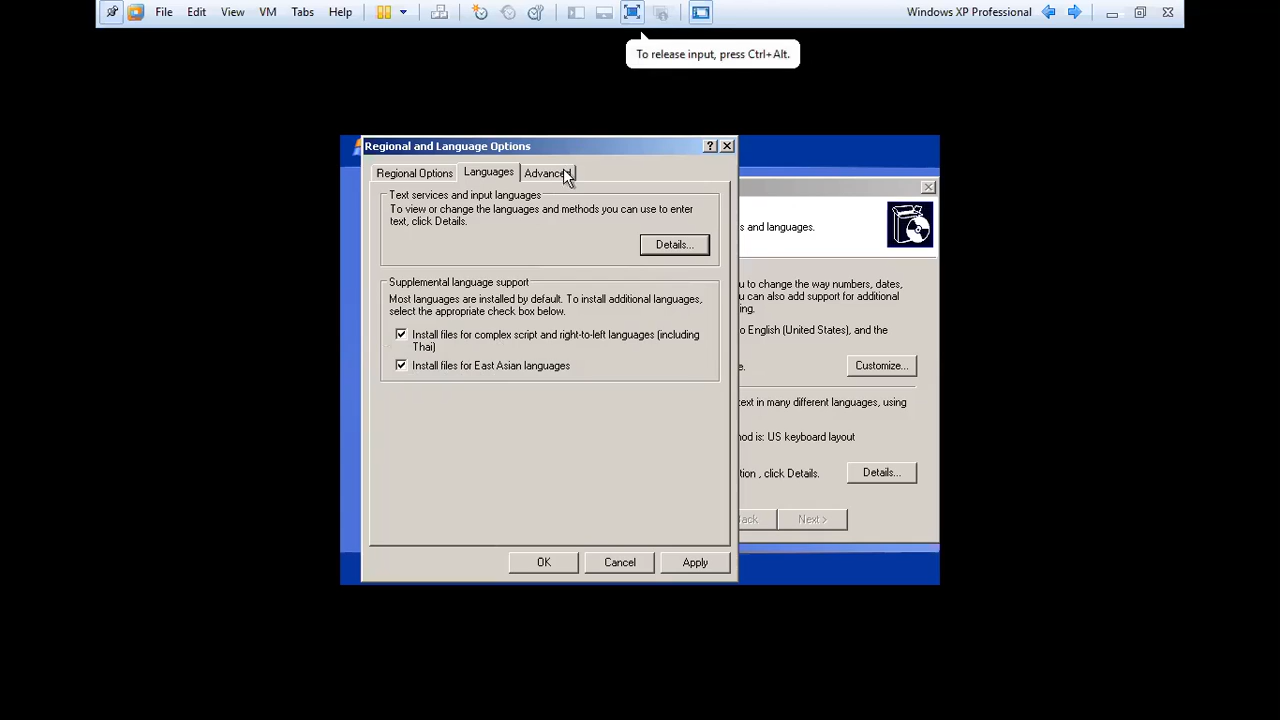 File Edit View VM Tabs Help Windows XP Professional
To release input, press Ctrl+Alt.
Regional and Language Options
Regional Options Languages Advanced
Text services and input languages
To view or change the languages and methods you can use to enter
text, click Details.
Details...
Supplemental language support
Most languages are installed by default. To install additional languages,
select the appropriate check box below.
Install files for complex script and right-to-left languages (including
Thai)
Install files for East Asian languages
OK Cancel Apply
s and languages.
u to change the way numbers, dates,
u can also add support for additional
ing.
o English (United States), and the
e.
Customize...
text in many different languages, using
od is: US keyboard layout
tion , click Details.
Details...
ack Next >